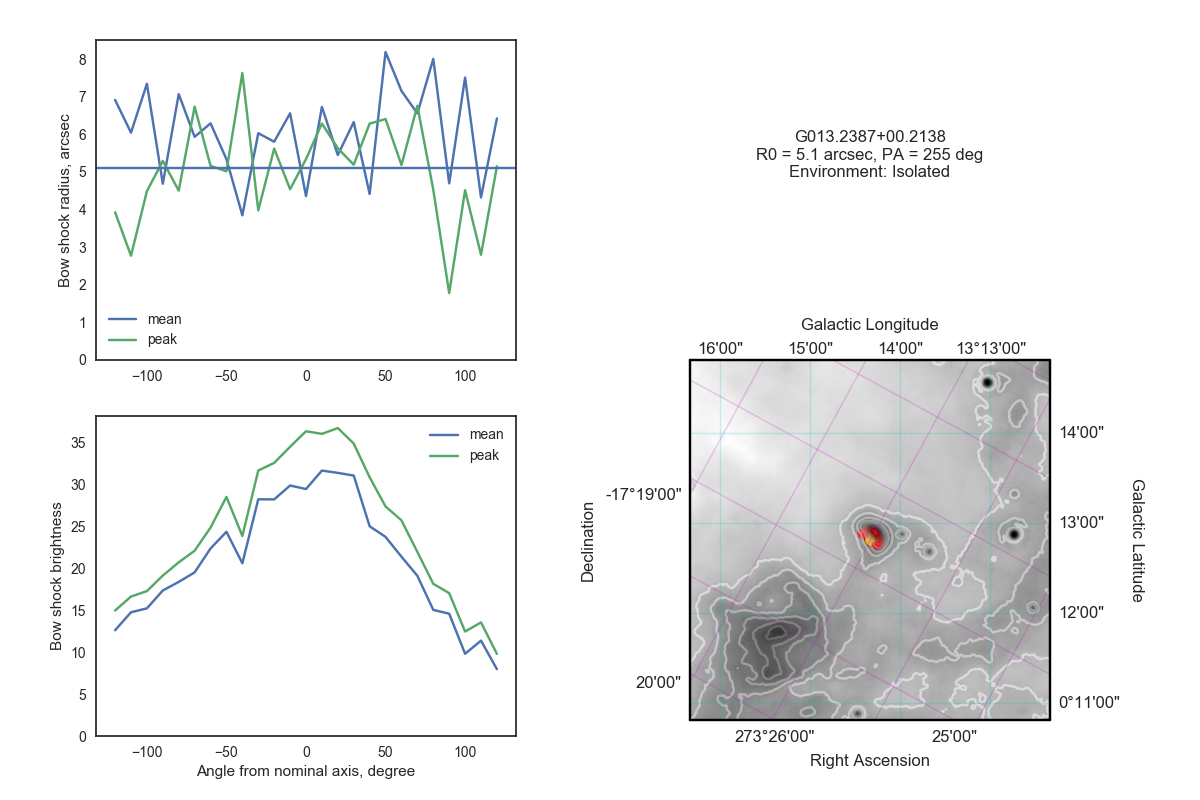 8
7
6
5
4
3
2
1
0
Bow shock radius, arcsec
mean
peak
−100
−50
0
50
100
35
30
25
20
15
10
5
0
Bow shock brightness
mean
peak
−100
−50
0
50
100
Angle from nominal axis, degree
G013.2387+00.2138
R0 = 5.1 arcsec, PA = 255 deg
Environment: Isolated
Galactic Longitude
16'00" 15'00" 14'00" 13°13'00"
14'00"
13'00"
12'00"
0°11'00"
Galactic Latitude
-17°19'00"
20'00"
Declination
273°26'00" 25'00"
Right Ascension